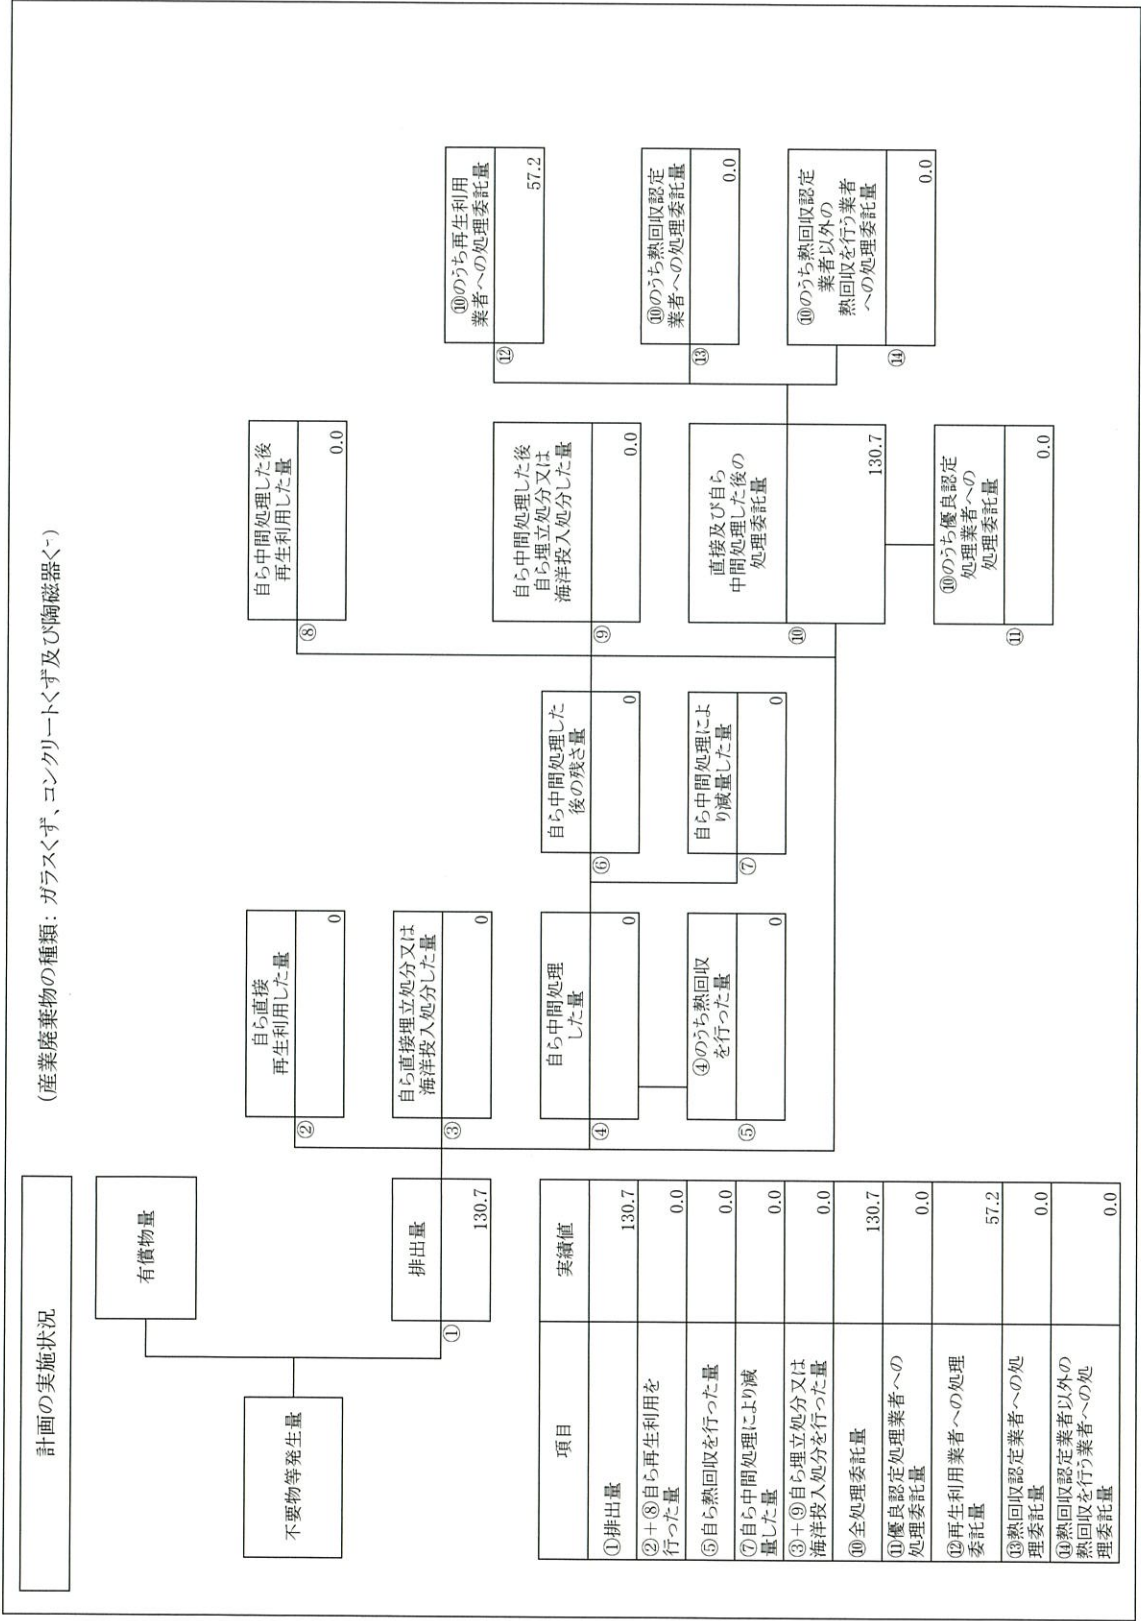 計画の実施状況
(産業廃棄物の種類: ガラスくず、コンクリートくず及び陶磁器く
不要物等発生量
有償物量
①
排出量
130.7
②
自ら直接
再生利用した量
0
③
自ら直接埋立処分又は
海洋投入処分した量
0
④
自ら中間処理
した量
0
⑤
④のうち熱回収
を行った量
0
⑥
自ら中間処理した
後の残さ量
0
⑦
自ら中間処理によ
り減量した量
0
⑧
自ら中間処理した後
再生利用した量
0.0
⑨
自ら中間処理した後
自ら埋立処分又は
海洋投入処分した量
0.0
⑩
直接及び自ら
中間処理した後の
処理委託量
130.7
⑪
⑩のうち優良認定
処理業者への
処理委託量
0.0
⑫
⑩のうち再生利用
業者への処理委託量
57.2
⑬
⑩のうち熱回収認定
業者への処理委託量
0.0
⑭
⑩のうち熱回収認定
業者以外の
熱回収を行う業者
への処理委託量
0.0
項目 実績値
①排出量 130.7
②+⑧自ら再生利用を
行った量 0.0
⑤自ら熱回収を行った量 0.0
⑦自ら中間処理により減
量した量 0.0
③+⑨自ら埋立処分又は
海洋投入処分を行った量 0.0
⑩全処理委託量 130.7
⑪優良認定処理業者への
処理委託量 0.0
⑫再生利用業者への処理
委託量 57.2
⑬熱回収認定業者への処
理委託量 0.0
⑭熱回収認定業者以外の
熱回収を行う業者への処
理委託量 0.0